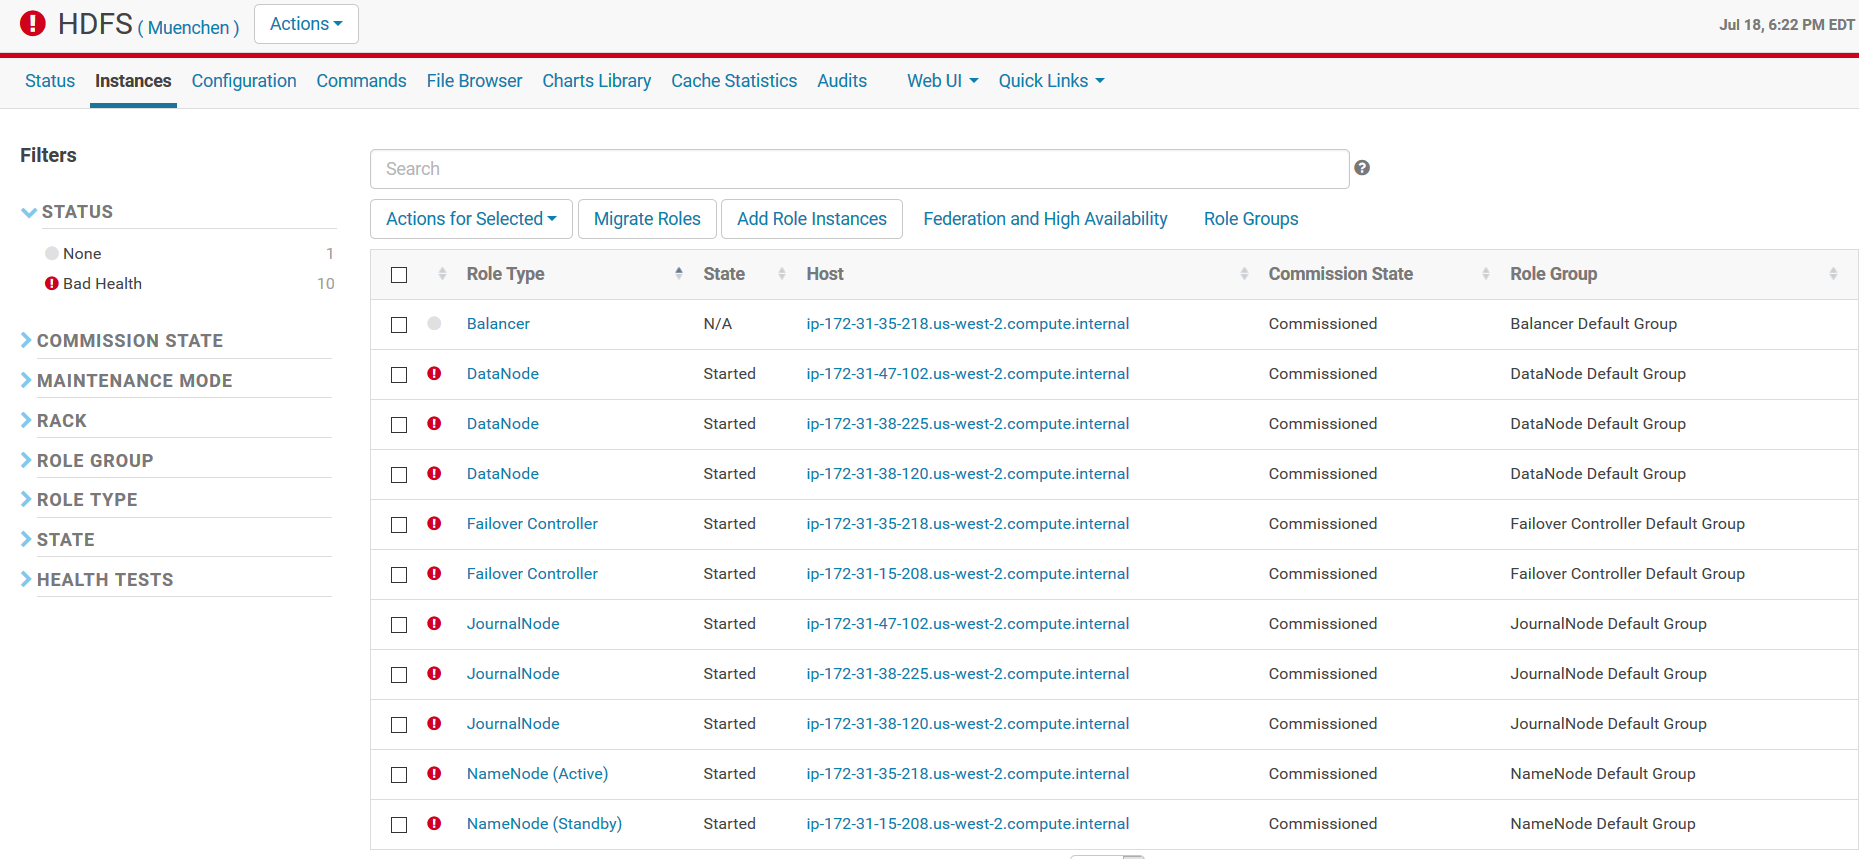 HDFS ( Muenchen ) Actions Jul 18, 6:22 PM EDT
Status Instances Configuration Commands File Browser Charts Library Cache Statistics Audits Web UI Quick Links
Filters
STATUS
None 1
Bad Health 10
COMMISSION STATE
MAINTENANCE MODE
RACK
ROLE GROUP
ROLE TYPE
STATE
HEALTH TESTS
Search
Actions for Selected Migrate Roles Add Role Instances Federation and High Availability Role Groups
Role Type State Host Commission State Role Group
Balancer N/A ip-172-31-35-218.us-west-2.compute.internal Commissioned Balancer Default Group
DataNode Started ip-172-31-47-102.us-west-2.compute.internal Commissioned DataNode Default Group
DataNode Started ip-172-31-38-225.us-west-2.compute.internal Commissioned DataNode Default Group
DataNode Started ip-172-31-38-120.us-west-2.compute.internal Commissioned DataNode Default Group
Failover Controller Started ip-172-31-35-218.us-west-2.compute.internal Commissioned Failover Controller Default Group
Failover Controller Started ip-172-31-15-208.us-west-2.compute.internal Commissioned Failover Controller Default Group
JournalNode Started ip-172-31-47-102.us-west-2.compute.internal Commissioned JournalNode Default Group
JournalNode Started ip-172-31-38-225.us-west-2.compute.internal Commissioned JournalNode Default Group
JournalNode Started ip-172-31-38-120.us-west-2.compute.internal Commissioned JournalNode Default Group
NameNode (Active) Started ip-172-31-35-218.us-west-2.compute.internal Commissioned NameNode Default Group
NameNode (Standby) Started ip-172-31-15-208.us-west-2.compute.internal Commissioned NameNode Default Group